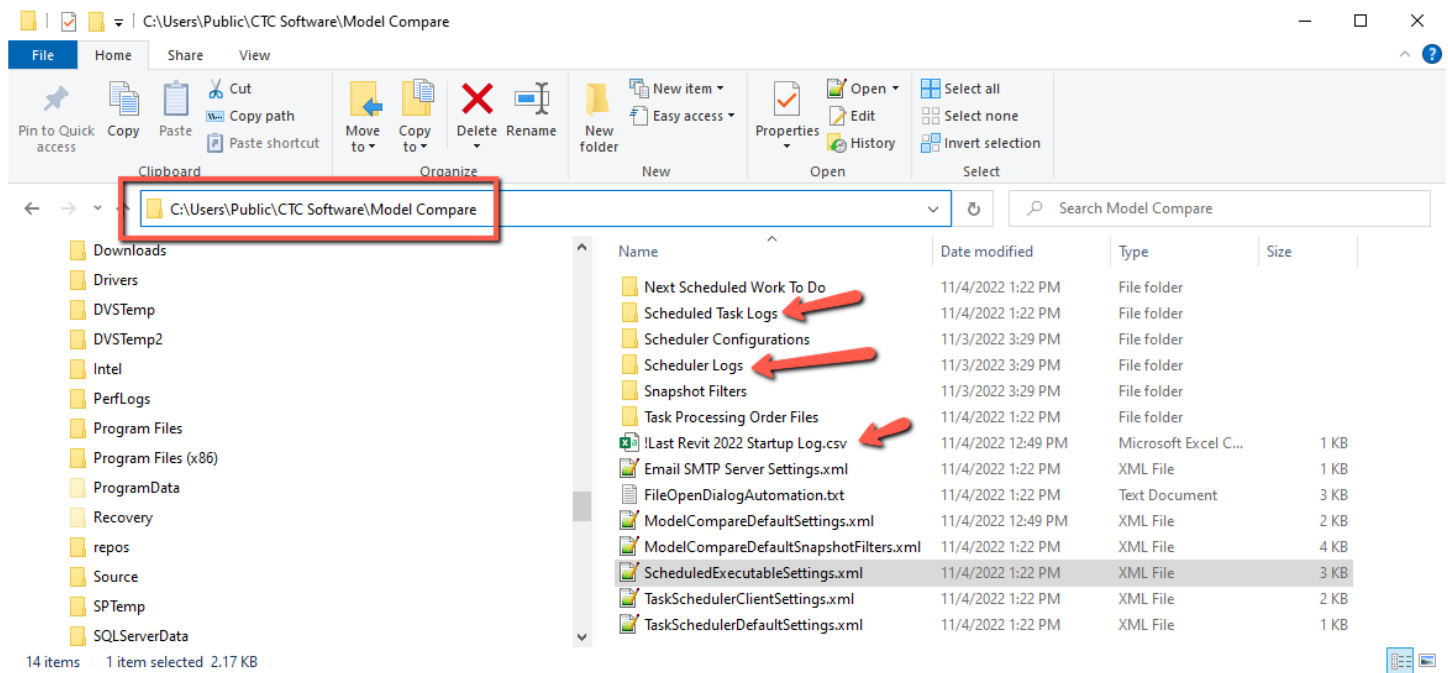 C:\Users\Public\CTC Software\Model Compare
File Home Share View
Pin to Quick access
Copy
Paste
Cut
Copy path
Paste shortcut
Clipboard
Move to
Copy to
Delete
Rename
Organize
New folder
New item
Easy access
New
Properties
Open
Edit
History
Open
Select all
Select none
Invert selection
Select
C:\Users\Public\CTC Software\Model Compare
Search Model Compare
Downloads
Drivers
DVSTemp
DVSTemp2
Intel
PerfLogs
Program Files
Program Files (x86)
ProgramData
Recovery
repos
Source
SPTemp
SQLServerData
Name Date modified Type Size
Next Scheduled Work To Do 11/4/2022 1:22 PM File folder
Scheduled Task Logs 11/4/2022 1:22 PM File folder
Scheduler Configurations 11/3/2022 3:29 PM File folder
Scheduler Logs 11/3/2022 3:29 PM File folder
Snapshot Filters 11/3/2022 3:29 PM File folder
Task Processing Order Files 11/4/2022 1:22 PM File folder
!Last Revit 2022 Startup Log.csv 11/4/2022 12:49 PM Microsoft Excel C... 1 KB
Email SMTP Server Settings.xml 11/4/2022 1:22 PM XML File 1 KB
FileOpenDialogAutomation.txt 11/4/2022 1:22 PM Text Document 3 KB
ModelCompareDefaultSettings.xml 11/4/2022 12:49 PM XML File 2 KB
ModelCompareDefaultSnapshotFilters.xml 11/4/2022 1:22 PM XML File 4 KB
ScheduledExecutableSettings.xml 11/4/2022 1:22 PM XML File 3 KB
TaskSchedulerClientSettings.xml 11/4/2022 1:22 PM XML File 2 KB
TaskSchedulerDefaultSettings.xml 11/4/2022 1:22 PM XML File 1 KB
14 items 1 item selected 2.17 KB